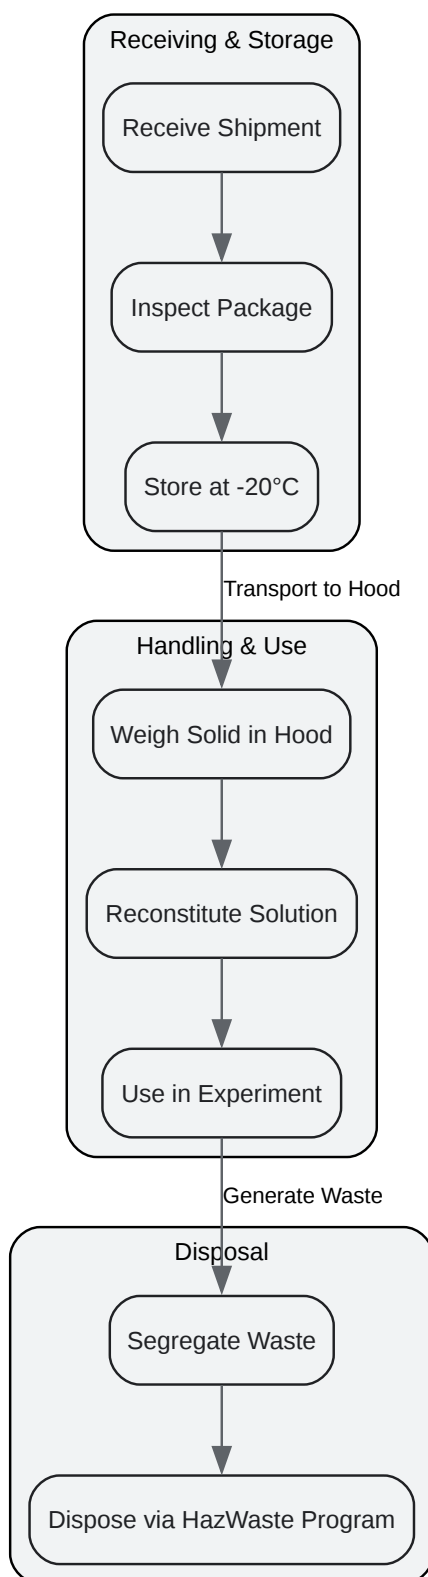 Receiving & Storage
Receive Shipment
Inspect Package
Store at -20°C
Transport to Hood
Handling & Use
Weigh Solid in Hood
Reconstitute Solution
Use in Experiment
Generate Waste
Disposal
Segregate Waste
Dispose via HazWaste Program